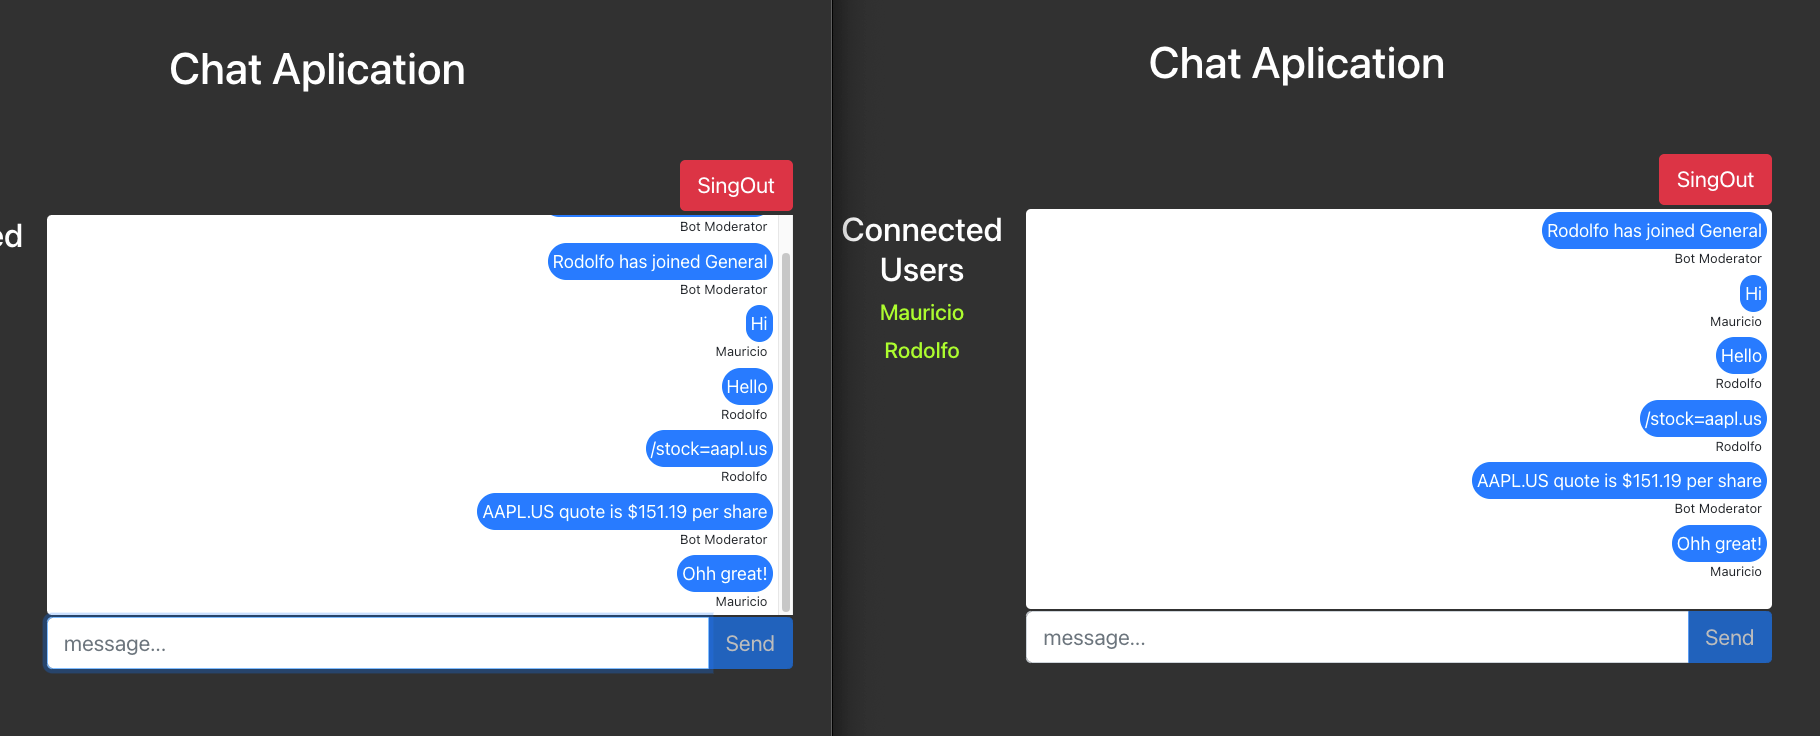 Chat Aplication
SingOut
ed
Bot Moderator
Rodolfo has joined General
Bot Moderator
Hi
Mauricio
Hello
Rodolfo
/stock=aapl.us
Rodolfo
AAPL.US quote is $151.19 per share
Bot Moderator
Ohh great!
Mauricio
message...
Send
Chat Aplication
SingOut
Connected
Users
Mauricio
Rodolfo
Rodolfo has joined General
Bot Moderator
Hi
Mauricio
Hello
Rodolfo
/stock=aapl.us
Rodolfo
AAPL.US quote is $151.19 per share
Bot Moderator
Ohh great!
Mauricio
message...
Send